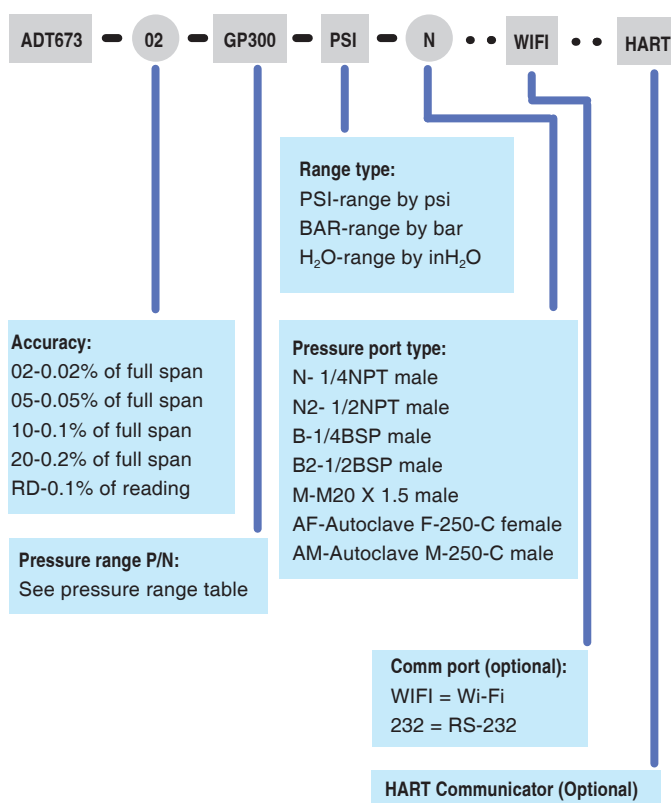 ADT673 – 02 – GP300 – PSI – N • • WIFI • • HART
Range type:
PSI-range by psi
BAR-range by bar
H₂O-range by inH₂O
Accuracy:
02-0.02% of full span
05-0.05% of full span
10-0.1% of full span
20-0.2% of full span
RD-0.1% of reading
Pressure port type:
N- 1/4NPT male
N2- 1/2NPT male
B-1/4BSP male
B2-1/2BSP male
M-M20 X 1.5 male
AF-Autoclave F-250-C female
AM-Autoclave M-250-C male
Pressure range P/N:
See pressure range table
Comm port (optional):
WIFI = Wi-Fi
232 = RS-232
HART Communicator (Optional)